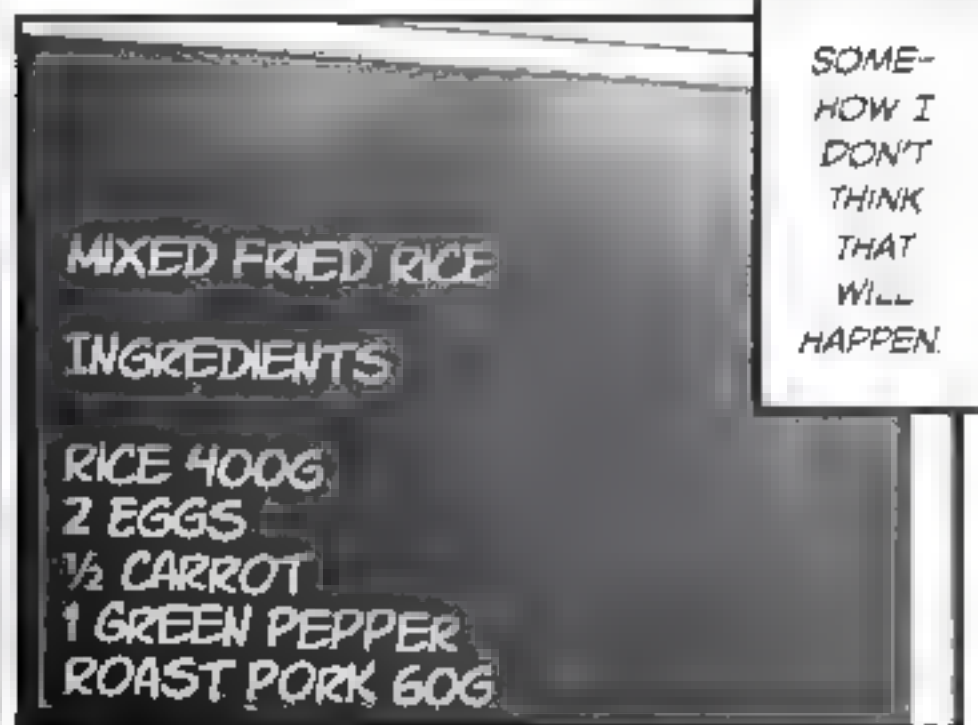 SOME-
HOW I
DON'T
THINK
THAT
WILL
HAPPEN.
MIXED FRIED RICE
INGREDIENTS
RICE 400G
2 EGGS
½ CARROT
1 GREEN PEPPER
ROAST PORK 60G